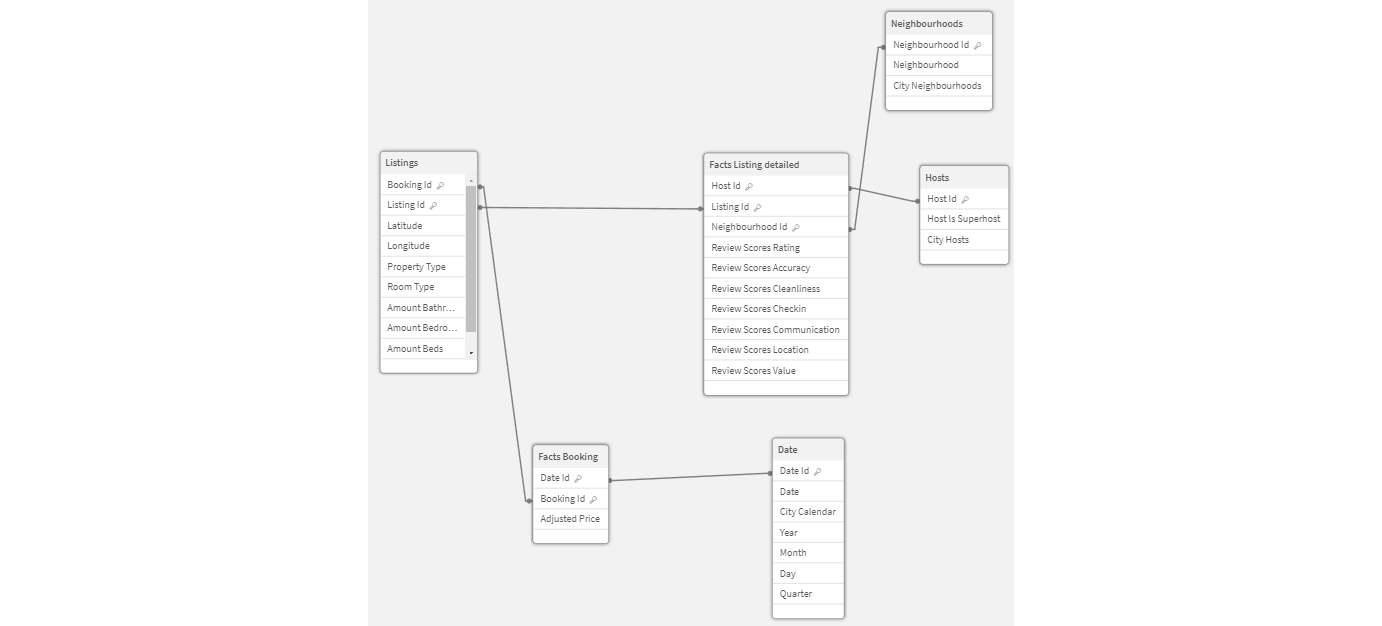 Neighbourhoods
Neighbourhood Id
Neighbourhood
City Neighbourhoods
Listings
Booking Id
Listing Id
Latitude
Longitude
Property Type
Room Type
Amount Bathr...
Amount Bedro...
Amount Beds
Facts Listing detailed
Host Id
Listing Id
Neighbourhood Id
Review Scores Rating
Review Scores Accuracy
Review Scores Cleanliness
Review Scores Checkin
Review Scores Communication
Review Scores Location
Review Scores Value
Hosts
Host Id
Host Is Superhost
City Hosts
Facts Booking
Date Id
Booking Id
Adjusted Price
Date
Date Id
Date
City Calendar
Year
Month
Day
Quarter